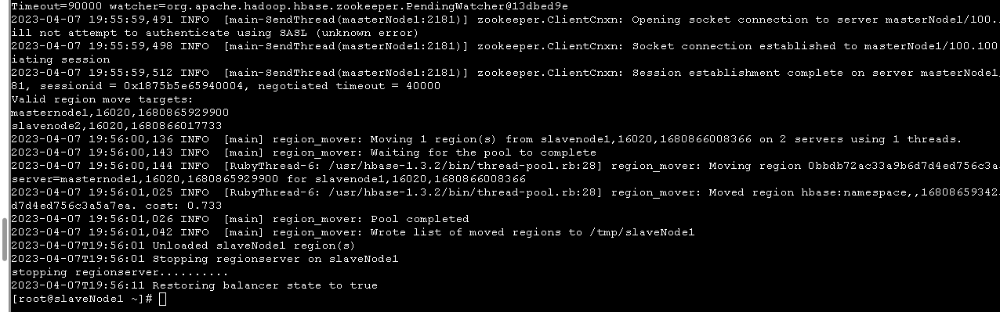 Timeout=90000 watcher=org.apache.hadoop.hbase.zookeeper.PendingWatcher@13dbed9e
2023-04-07 19:55:59,491 INFO  [main-SendThread(masterNode1:2181)] zookeeper.ClientCnxn: Opening socket connection to server masterNode1/100.
ill not attempt to authenticate using SASL (unknown error)
2023-04-07 19:55:59,498 INFO  [main-SendThread(masterNode1:2181)] zookeeper.ClientCnxn: Socket connection established to masterNode1/100.100
iating session
2023-04-07 19:55:59,512 INFO  [main-SendThread(masterNode1:2181)] zookeeper.ClientCnxn: Session establishment complete on server masterNode1
81, sessionid = 0x1875b5e65940004, negotiated timeout = 40000
Valid region move targets:
masternode1,16020,1680865929900
slavenode2,16020,1680866017733
2023-04-07 19:56:00,136 INFO  [main] region_mover: Moving 1 region(s) from slavenode1,16020,1680866008366 on 2 servers using 1 threads.
2023-04-07 19:56:00,143 INFO  [main] region_mover: Waiting for the pool to complete
2023-04-07 19:56:00,144 INFO  [RubyThread-6: /usr/hbase-1.3.2/bin/thread-pool.rb:28] region_mover: Moving region 0bbdb72ac33a9b6d7d4ed756c3a
server=masternode1,16020,1680865929900 for slavenode1,16020,1680866008366
2023-04-07 19:56:01,025 INFO  [RubyThread-6: /usr/hbase-1.3.2/bin/thread-pool.rb:28] region_mover: Moved region hbase:namespace,,16808659342
d7d4ed756c3a5a7ea. cost: 0.733
2023-04-07 19:56:01,026 INFO  [main] region_mover: Pool completed
2023-04-07 19:56:01,042 INFO  [main] region_mover: Wrote list of moved regions to /tmp/slaveNode1
2023-04-07T19:56:01 Unloaded slaveNode1 region(s)
2023-04-07T19:56:01 Stopping regionserver on slaveNode1
stopping regionserver..........
2023-04-07T19:56:11 Restoring balancer state to true
[root@slaveNode1 ~]#